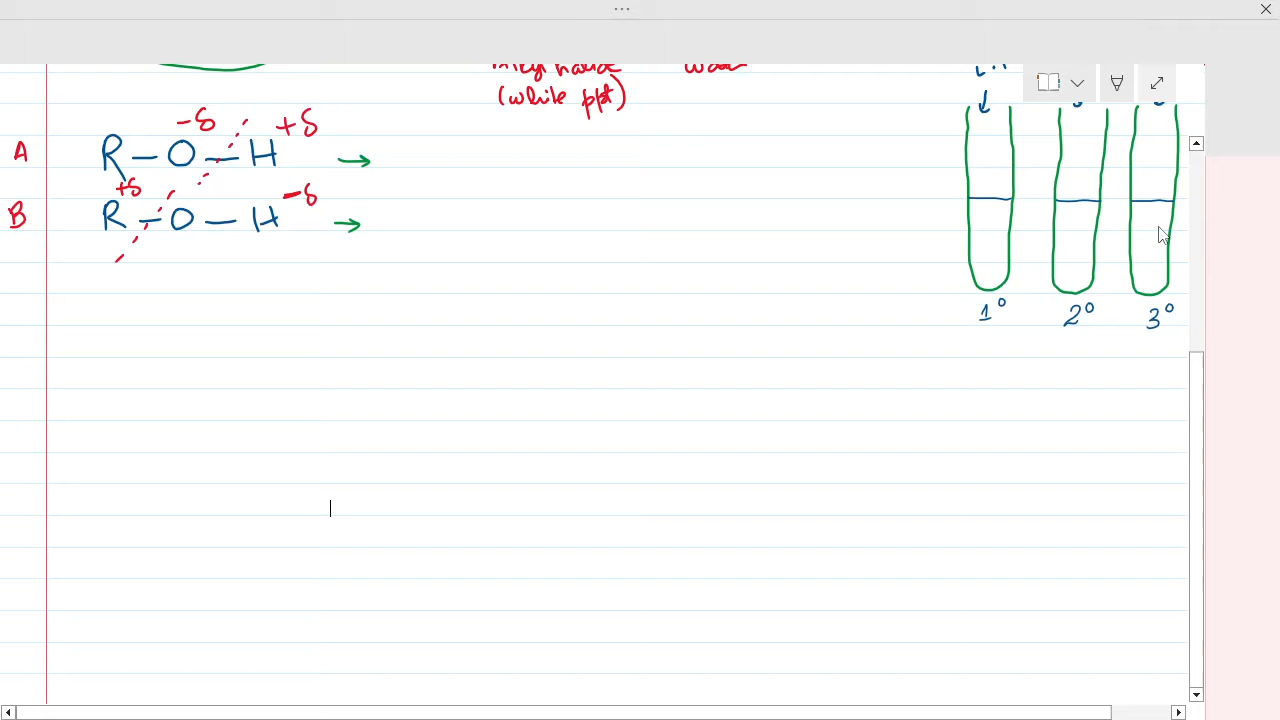 (white ppt)
-δ +δ
A R - O - H →
+δ -δ
B R - O - H →
1° 2° 3°